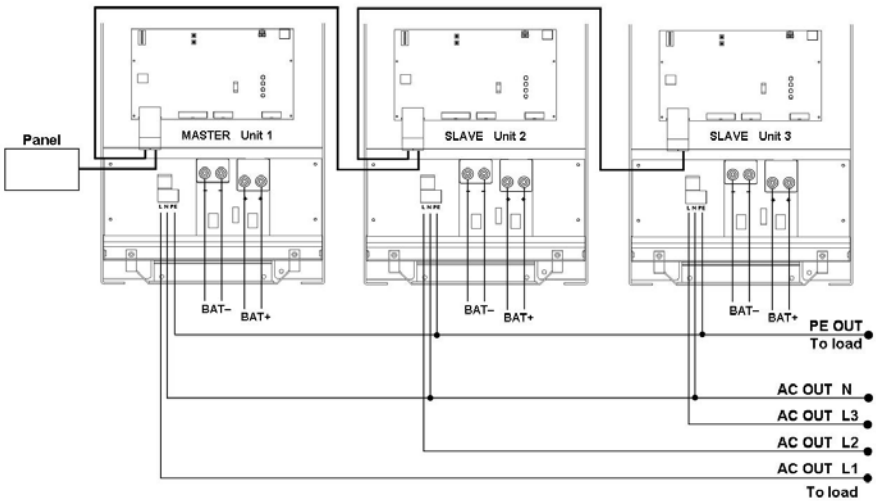 Panel
MASTER Unit 1
SLAVE Unit 2
SLAVE Unit 3
L N PE
L N PE
L N PE
BAT–
BAT+
BAT–
BAT+
BAT–
BAT+
PE OUT
To load
AC OUT N
AC OUT L3
AC OUT L2
AC OUT L1
To load